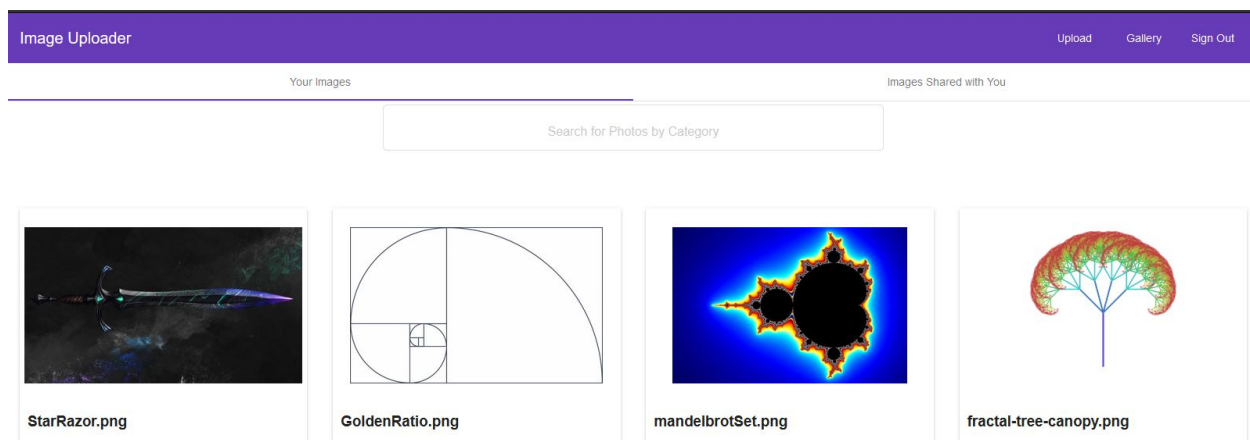 Image Uploader
Upload Gallery Sign Out
Your Images
Images Shared with You
Search for Photos by Category
StarRazor.png
GoldenRatio.png
mandelbrotSet.png
fractal-tree-canopy.png